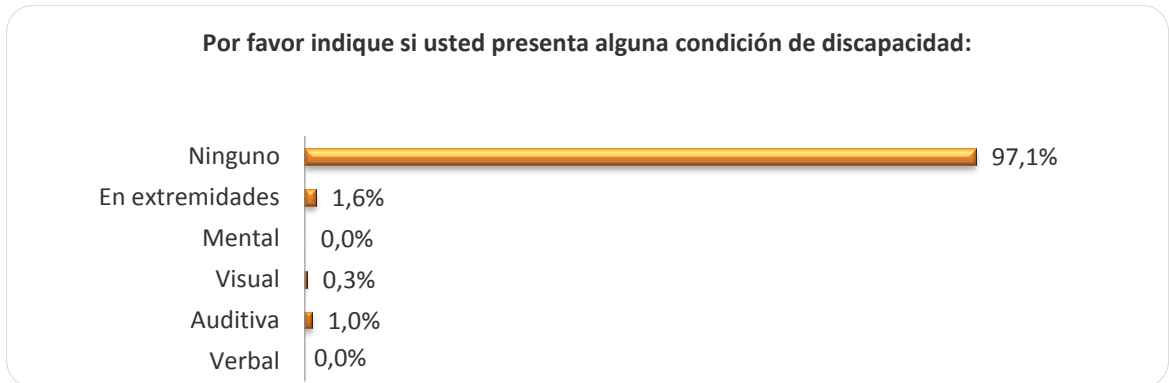 Por favor indique si usted presenta alguna condición de discapacidad:
Ninguno 97,1%
En extremidades 1,6%
Mental 0,0%
Visual 0,3%
Auditiva 1,0%
Verbal 0,0%